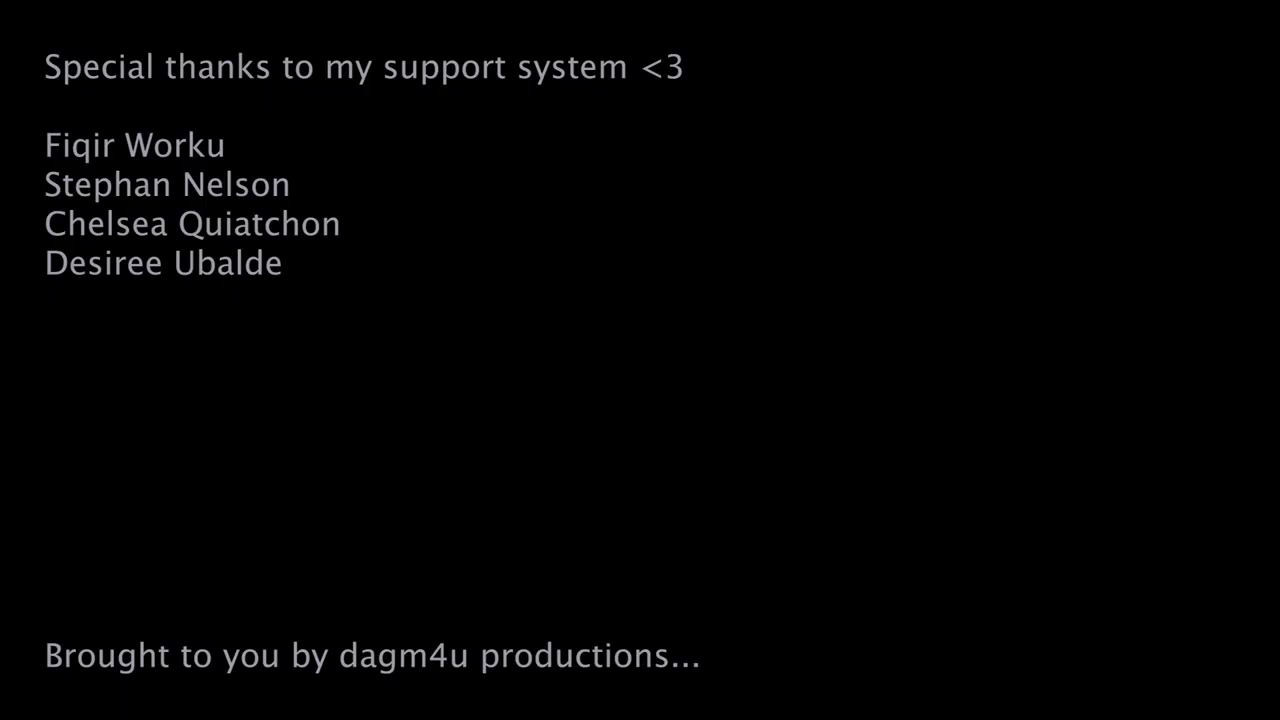 Special thanks to my support system <3
Fiqir Worku
Stephan Nelson
Chelsea Quiatchon
Desiree Ubalde
Brought to you by dagm4u productions...